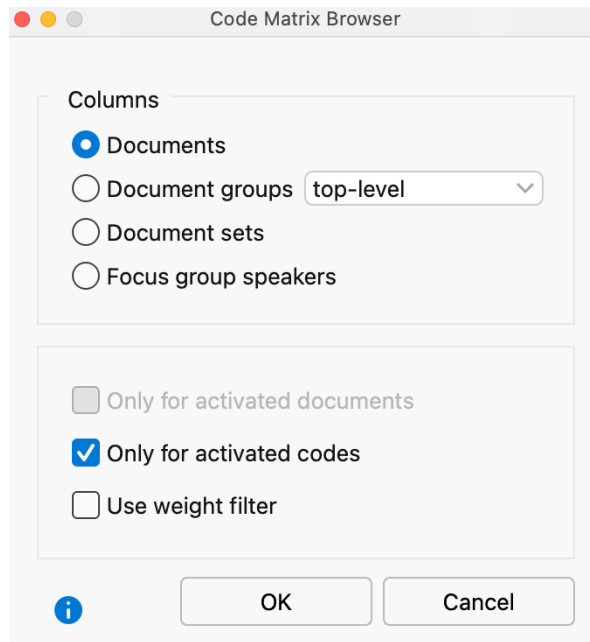 Code Matrix Browser
Columns
Documents
Document groups top-level
Document sets
Focus group speakers
Only for activated documents
Only for activated codes
Use weight filter
OK Cancel